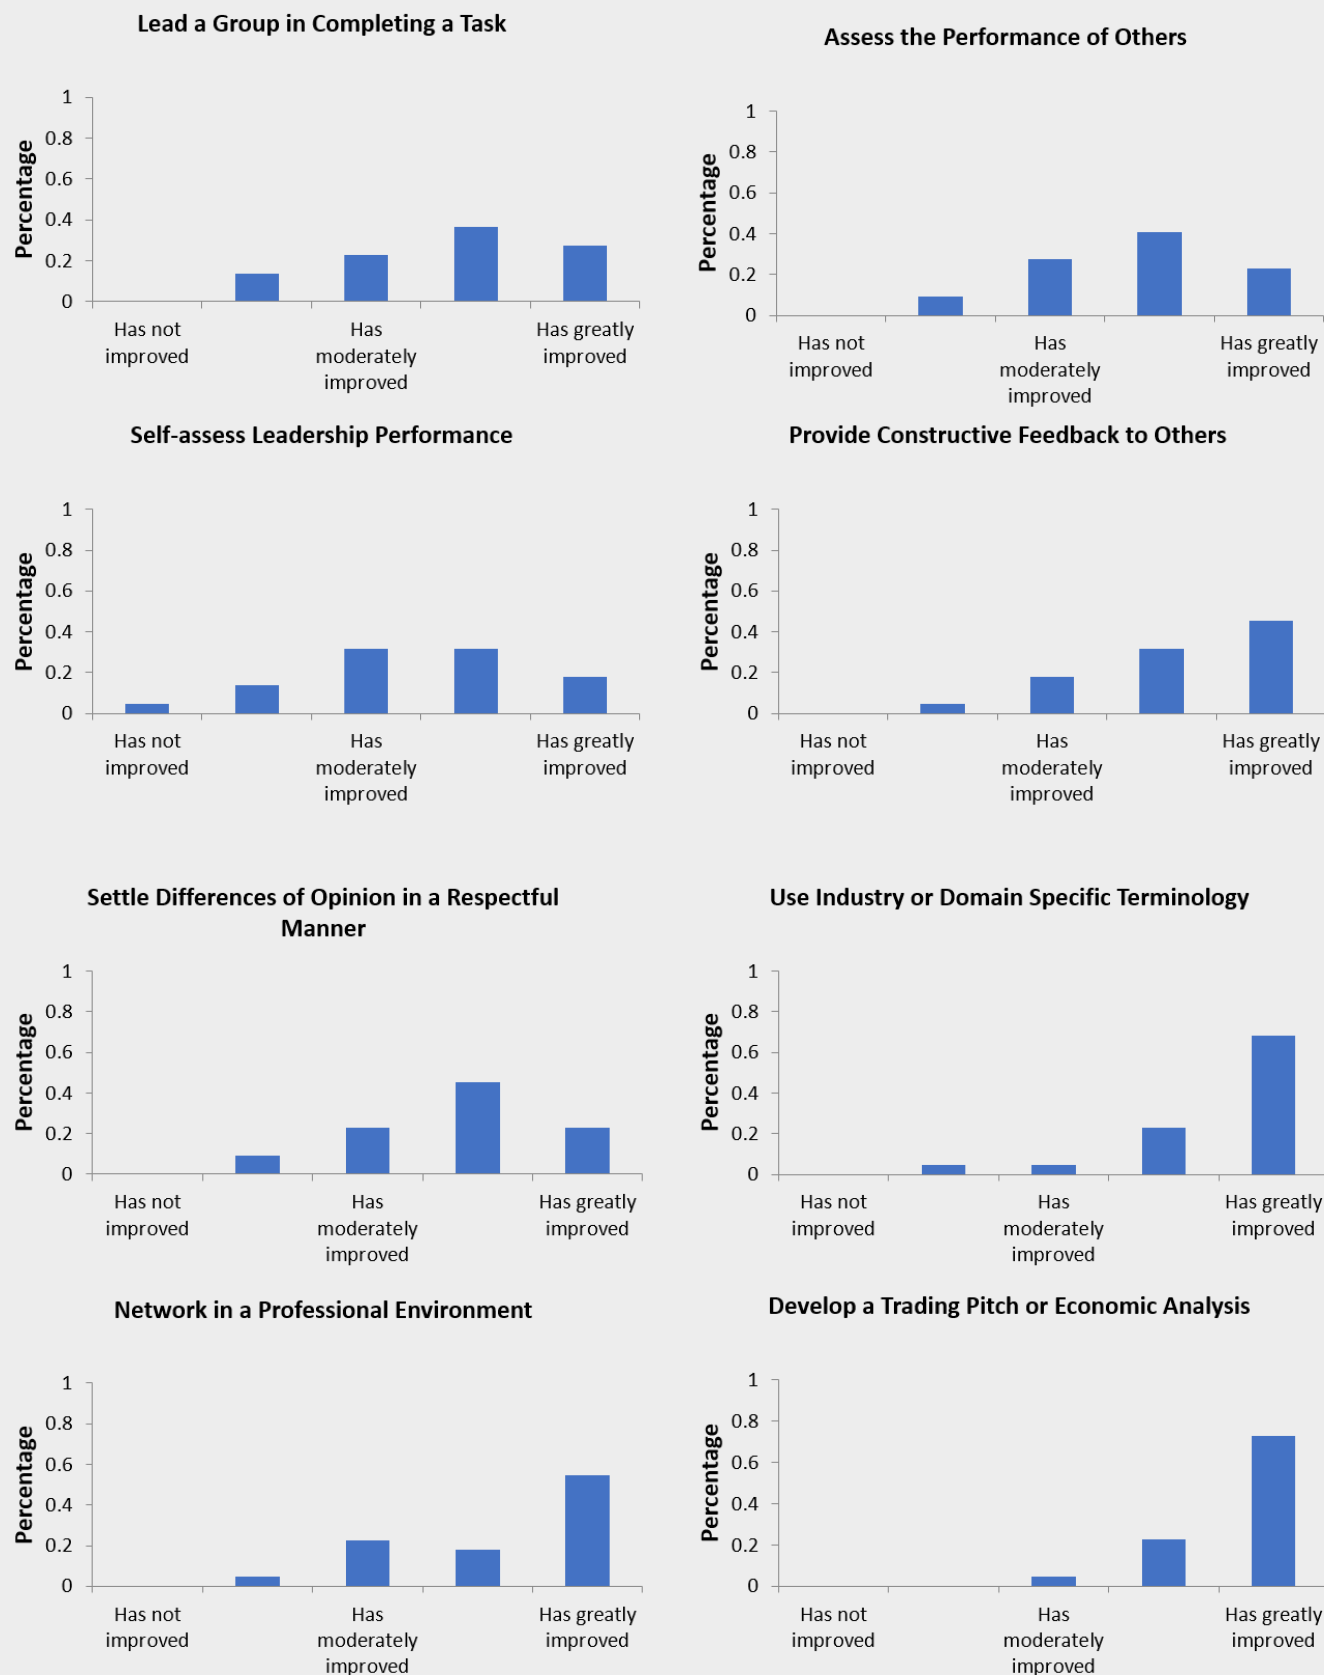 Lead a Group in Completing a Task
Percentage
1
0.8
0.6
0.4
0.2
0
Has not
improved
Has
moderately
improved
Has greatly
improved
Assess the Performance of Others
Percentage
1
0.8
0.6
0.4
0.2
0
Has not
improved
Has
moderately
improved
Has greatly
improved
Self-assess Leadership Performance
Percentage
1
0.8
0.6
0.4
0.2
0
Has not
improved
Has
moderately
improved
Has greatly
improved
Provide Constructive Feedback to Others
Percentage
1
0.8
0.6
0.4
0.2
0
Has not
improved
Has
moderately
improved
Has greatly
improved
Settle Differences of Opinion in a Respectful
Manner
Percentage
1
0.8
0.6
0.4
0.2
0
Has not
improved
Has
moderately
improved
Has greatly
improved
Use Industry or Domain Specific Terminology
Percentage
1
0.8
0.6
0.4
0.2
0
Has not
improved
Has
moderately
improved
Has greatly
improved
Network in a Professional Environment
Percentage
1
0.8
0.6
0.4
0.2
0
Has not
improved
Has
moderately
improved
Has greatly
improved
Develop a Trading Pitch or Economic Analysis
Percentage
1
0.8
0.6
0.4
0.2
0
Has not
improved
Has
moderately
improved
Has greatly
improved